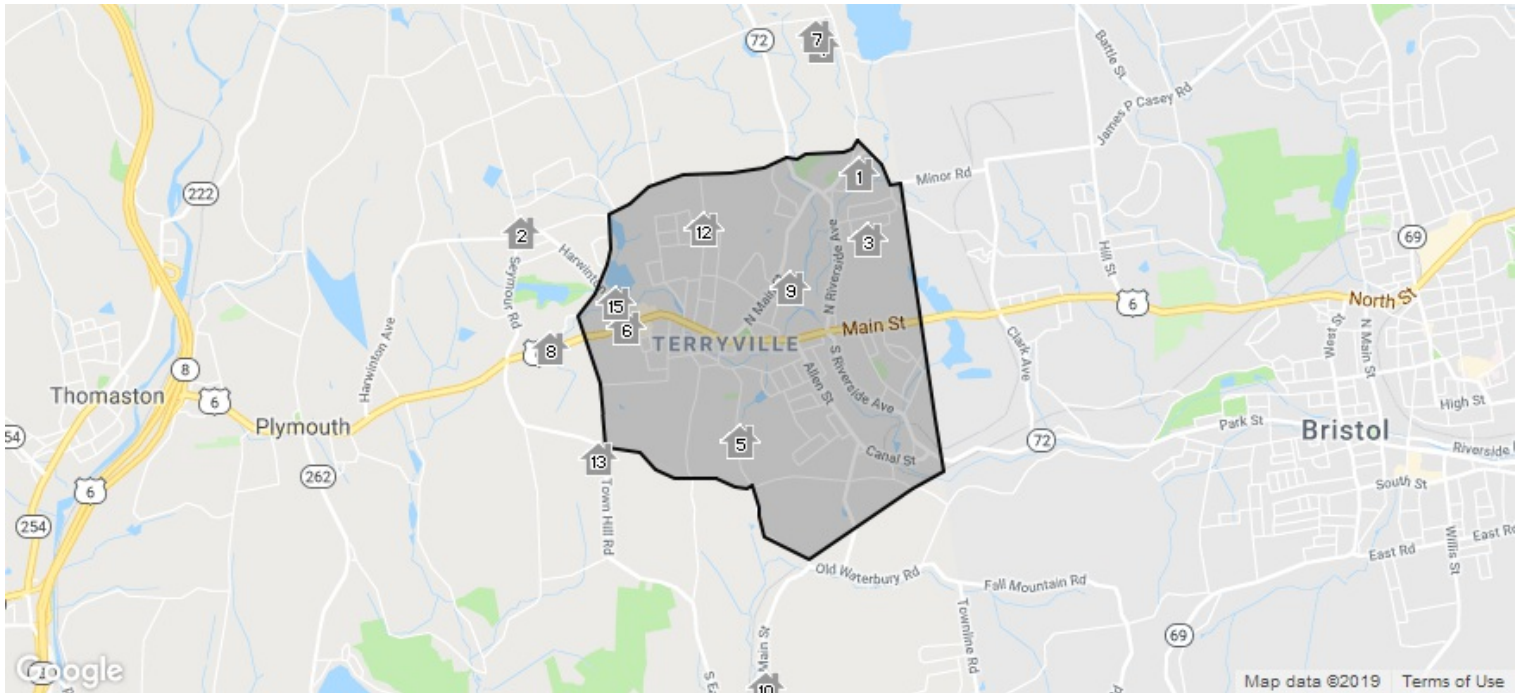 72
7
Battle St
James P Casey Rd
222
1
Minor Rd
69
2
12
3
N Riverside Ave
Harwinton
Seymour Rd
Hill St
9
N Main St
15
6
North St
6
Main St
TERRYVILLE
8
West St
N Main St
Clark Ave
8
Thomaston
6
Harwinton Ave
Allen St
S Riverside Ave
High St
Plymouth
Park St
Bristol
254
5
72
Riverside
Canal St
13
262
South St
6
Town Hill Rd
254
Willis St
East Rd
East Rd
Old Waterbury Rd
Fall Mountain Rd
Townline Rd
69
Main St
10
Google
Map data ©2019
Terms of Use